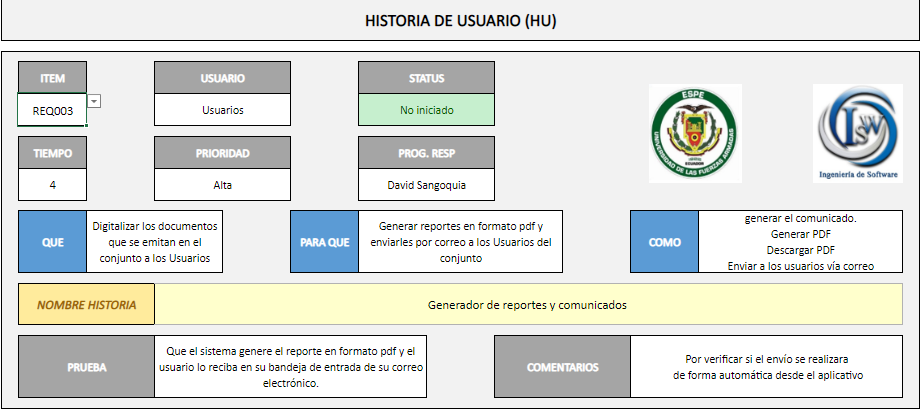 HISTORIA DE USUARIO (HU)
ITEM
USUARIO
STATUS
REQ003
Usuarios
No iniciado
TIEMPO
PRIORIDAD
PROG. RESP
4
Alta
David Sangoquia
ESPE
UNIVERSIDAD DE LAS FUERZAS ARMADAS
ECUADOR
ISW
Ingeniería de Software
QUE
Digitalizar los documentos
que se emitan en el
conjunto a los Usuarios
PARA QUE
Generar reportes en formato pdf y
enviarles por correo a los Usuarios del
conjunto
COMO
generar el comunicado.
Generar PDF
Descargar PDF
Enviar a los usuarios vía correo
NOMBRE HISTORIA
Generador de reportes y comunicados
PRUEBA
Que el sistema genere el reporte en formato pdf y el
usuario lo reciba en su bandeja de entrada de su correo
electrónico.
COMENTARIOS
Por verificar si el envío se realizara
de forma automática desde el aplicativo